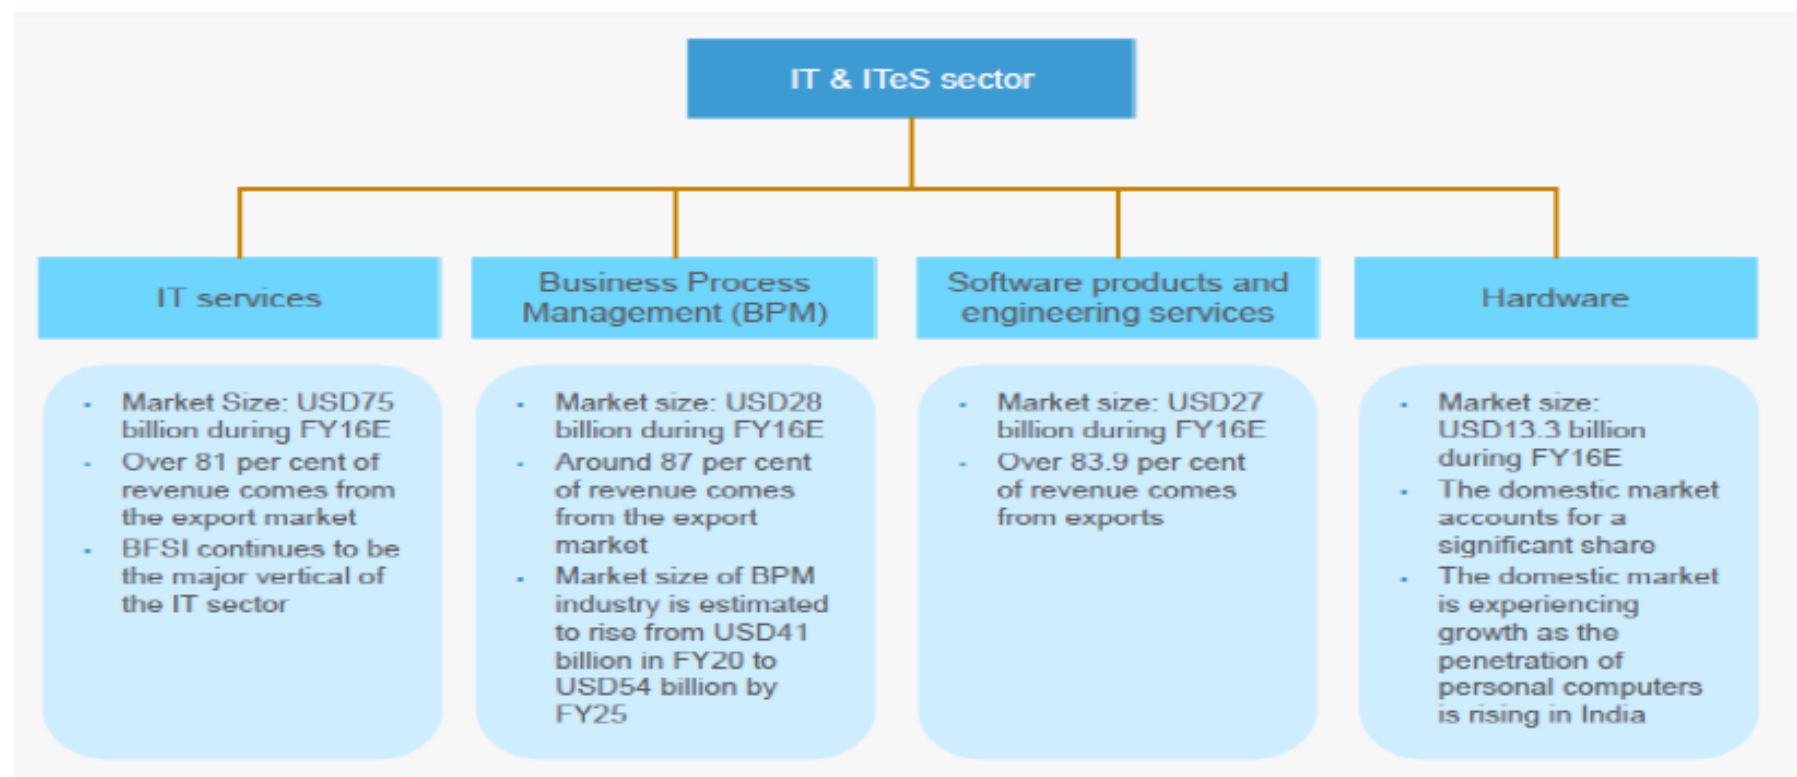 IT & ITeS sector
IT services
Business Process
Management (BPM)
Software products and
engineering services
Hardware
Market Size: USD75
billion during FY16E
Over 81 per cent of
revenue comes from
the export market
BFSI continues to be
the major vertical of
the IT sector
Market size: USD28
billion during FY16E
Around 87 per cent
of revenue comes
from the export
market
Market size of BPM
industry is estimated
to rise from USD41
billion in FY20 to
USD54 billion by
FY25
Market size: USD27
billion during FY16E
Over 83.9 per cent
of revenue comes
from exports
Market size:
USD13.3 billion
during FY16E
The domestic market
accounts for a
significant share
The domestic market
is experiencing
growth as the
penetration of
personal computers
is rising in India